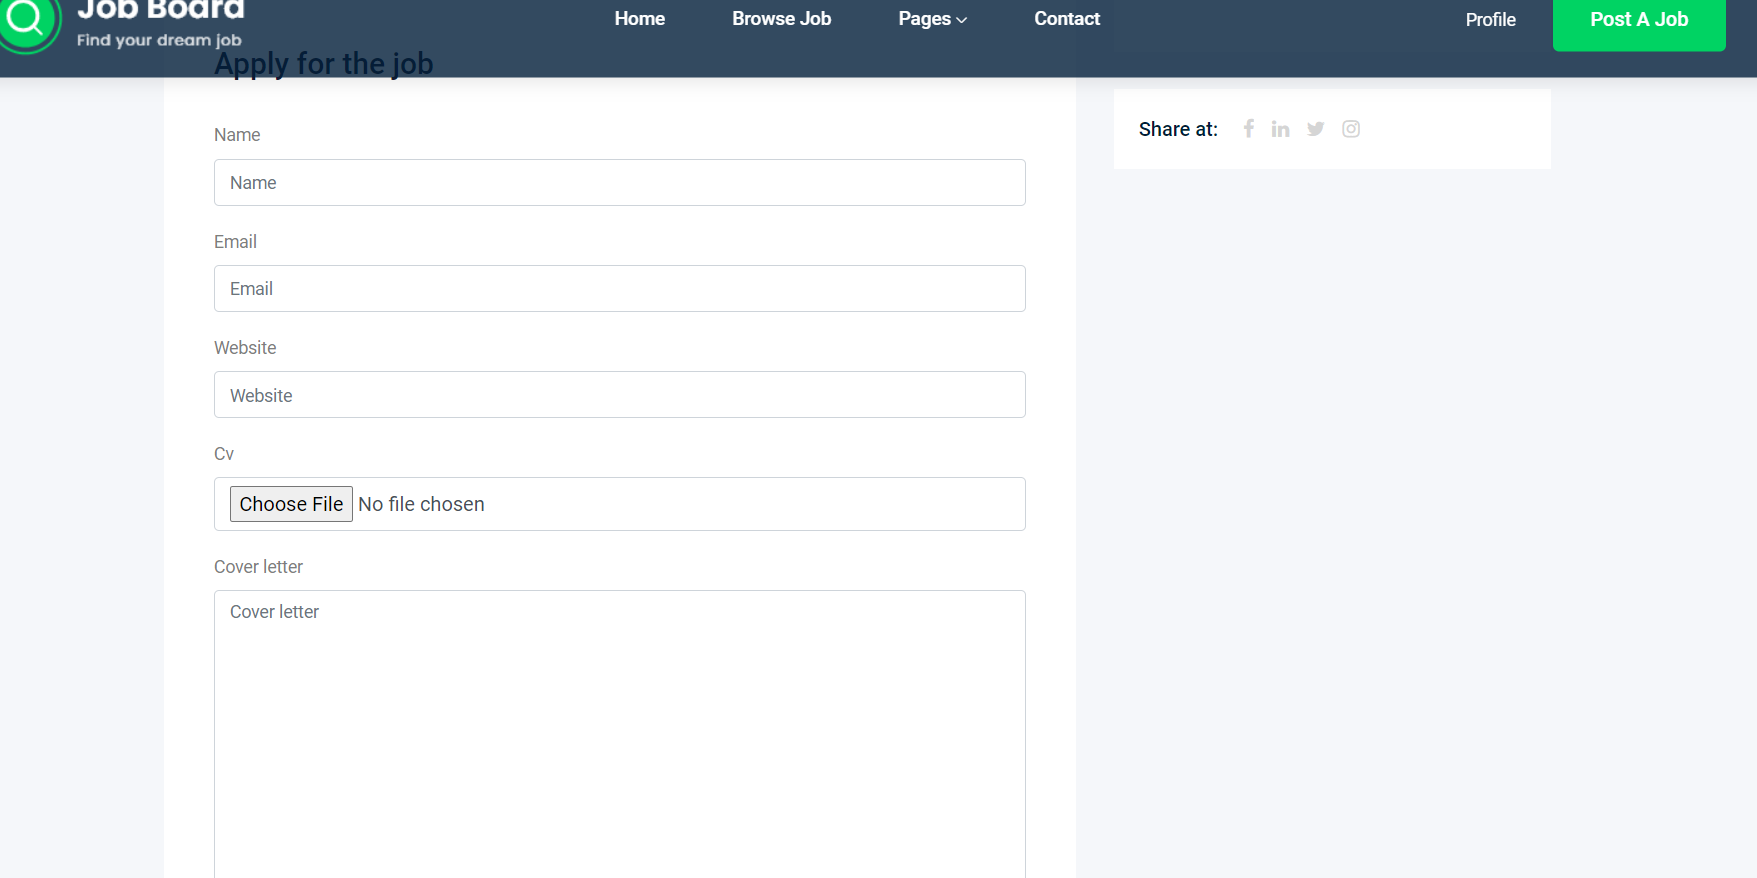 Job Board
Find your dream job
Home
Browse Job
Pages
Contact
Profile
Post A Job
Apply for the job
Name
Name
Email
Email
Website
Website
Cv
Choose File No file chosen
Cover letter
Cover letter
Share at: